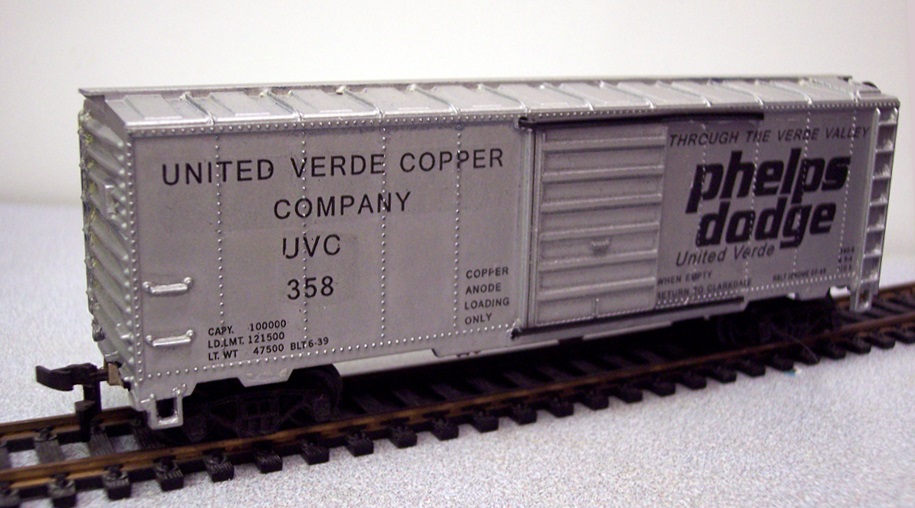 UNITED VERDE COPPER
COMPANY
UVC
358
COPPER
ANODE
LOADING
ONLY
CAPY. 100000
LD.LMT. 121500
LT. WT 47500 BLT 6-39
THROUGH THE VERDE VALLEY
phelps
dodge
United Verde
WHEN EMPTY
RETURN TO CLARKDALE